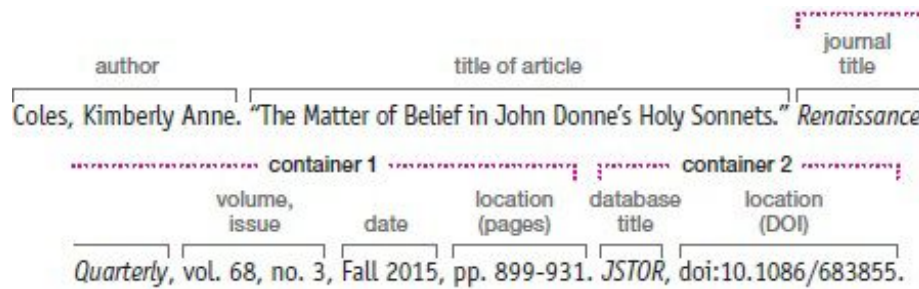 journal
author title of article title
Coles, Kimberly Anne. “The Matter of Belief in John Donne’s Holy Sonnets.” Renaissance
container 1 container 2
volume, location database location
issue date (pages) title (DOI)
Quarterly, vol. 68, no. 3, Fall 2015, pp. 899-931. JSTOR, doi:10.1086/683855.